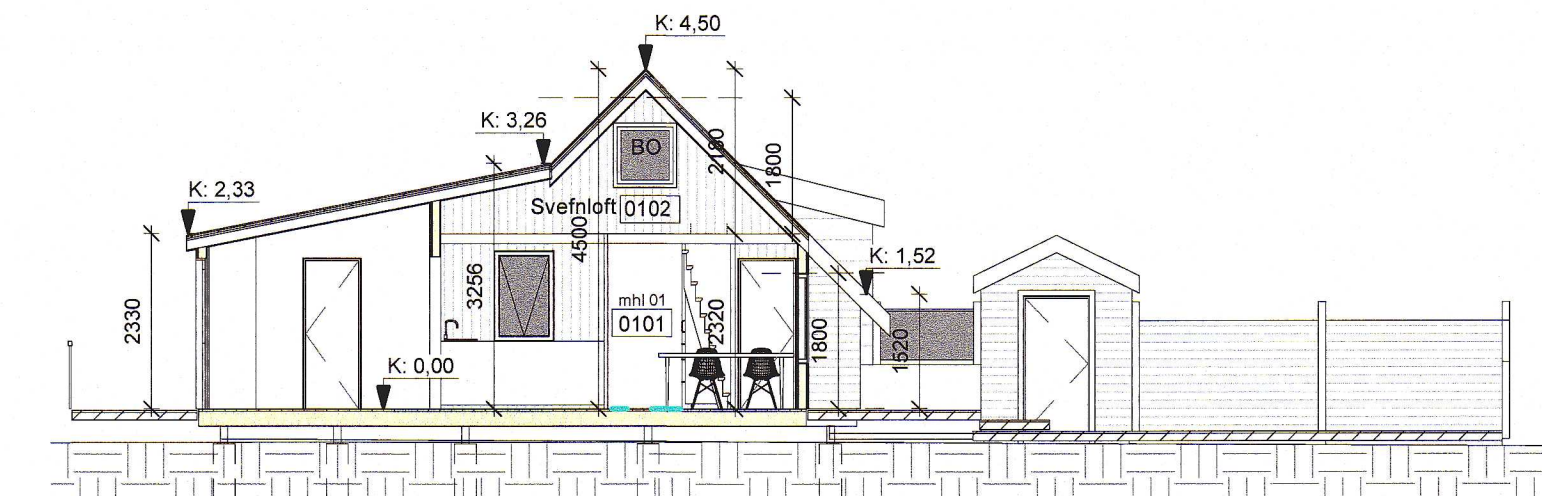 K: 4,50
K: 3,26
K: 2,33
BO
2180
1800
Svefnloft 0102
4500
K: 1,52
3256
mhl 01
0101
2320
2330
1800
1520
K: 0,00